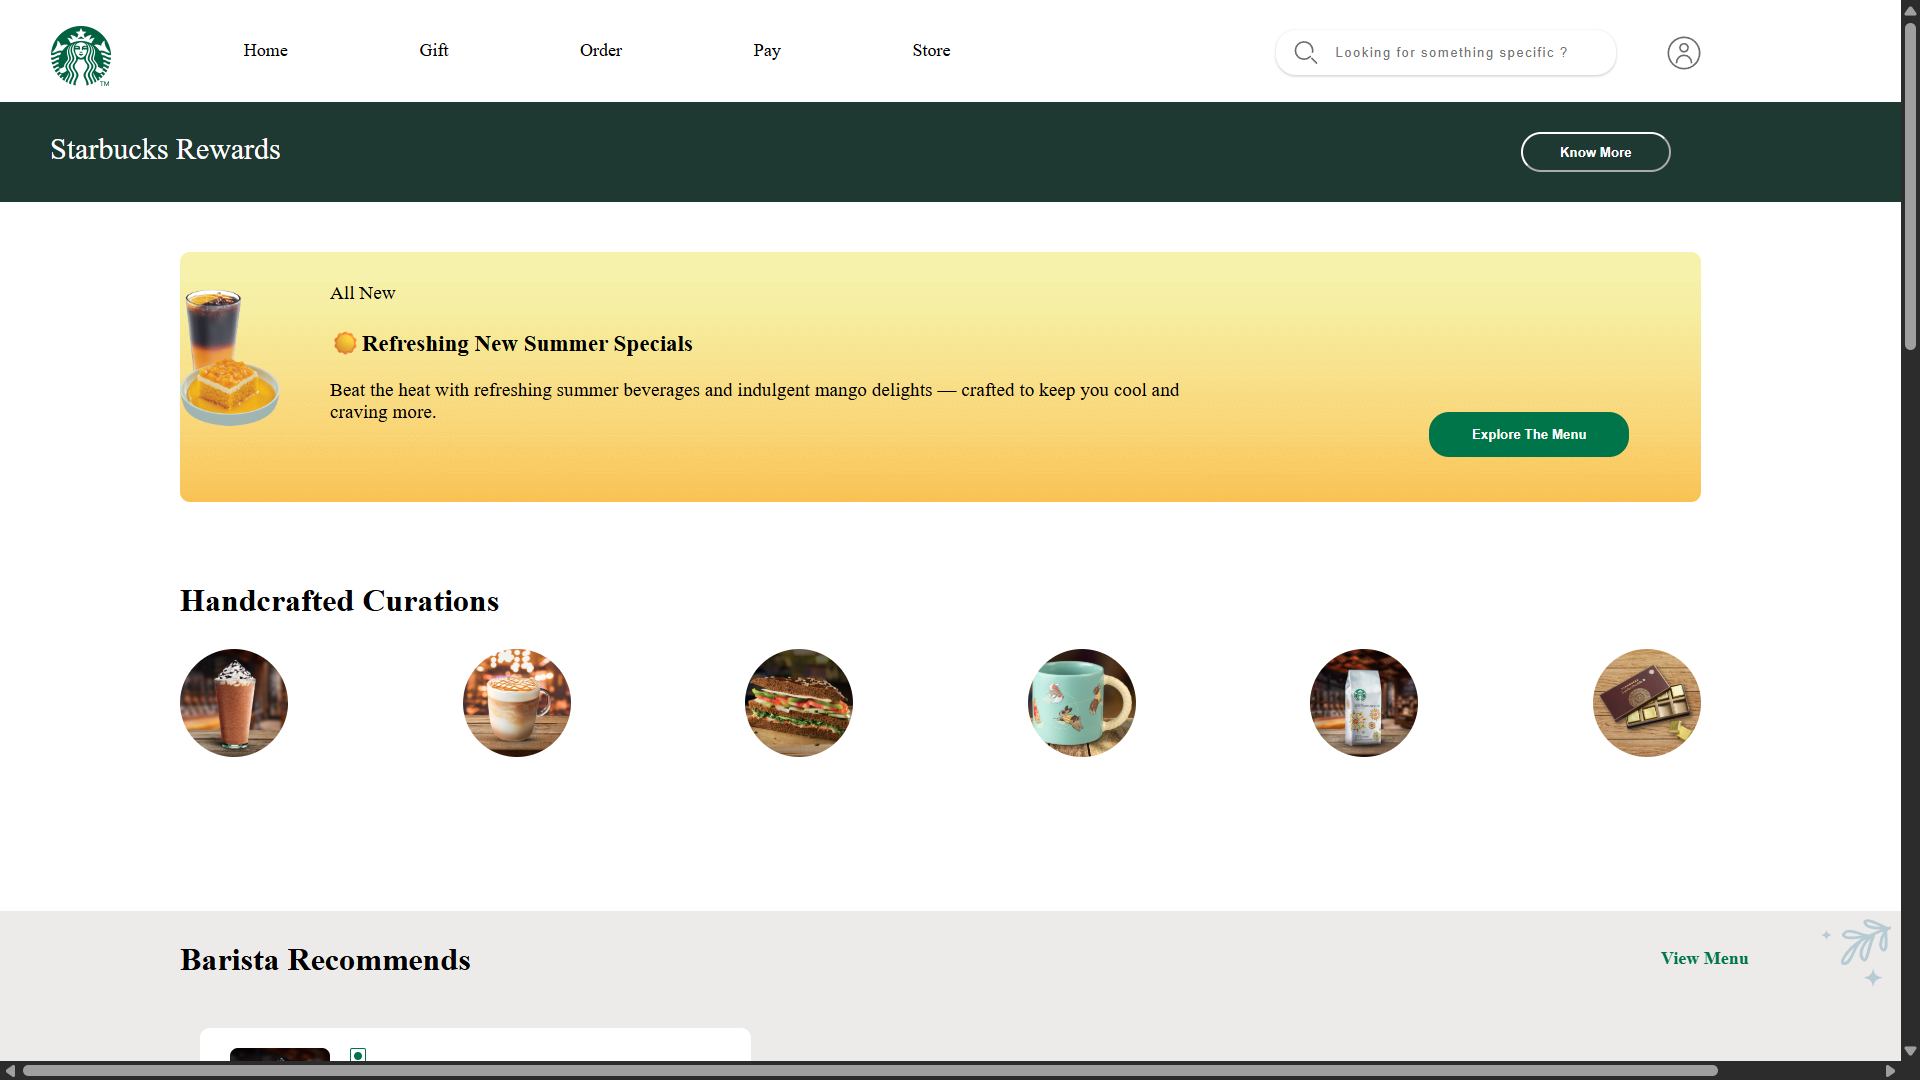 Home
Gift
Order
Pay
Store
Looking for something specific ?
TM
Starbucks Rewards
Know More
All New
Refreshing New Summer Specials
Beat the heat with refreshing summer beverages and indulgent mango delights — crafted to keep you cool and
craving more.
Explore The Menu
Handcrafted Curations
Barista Recommends
View Menu